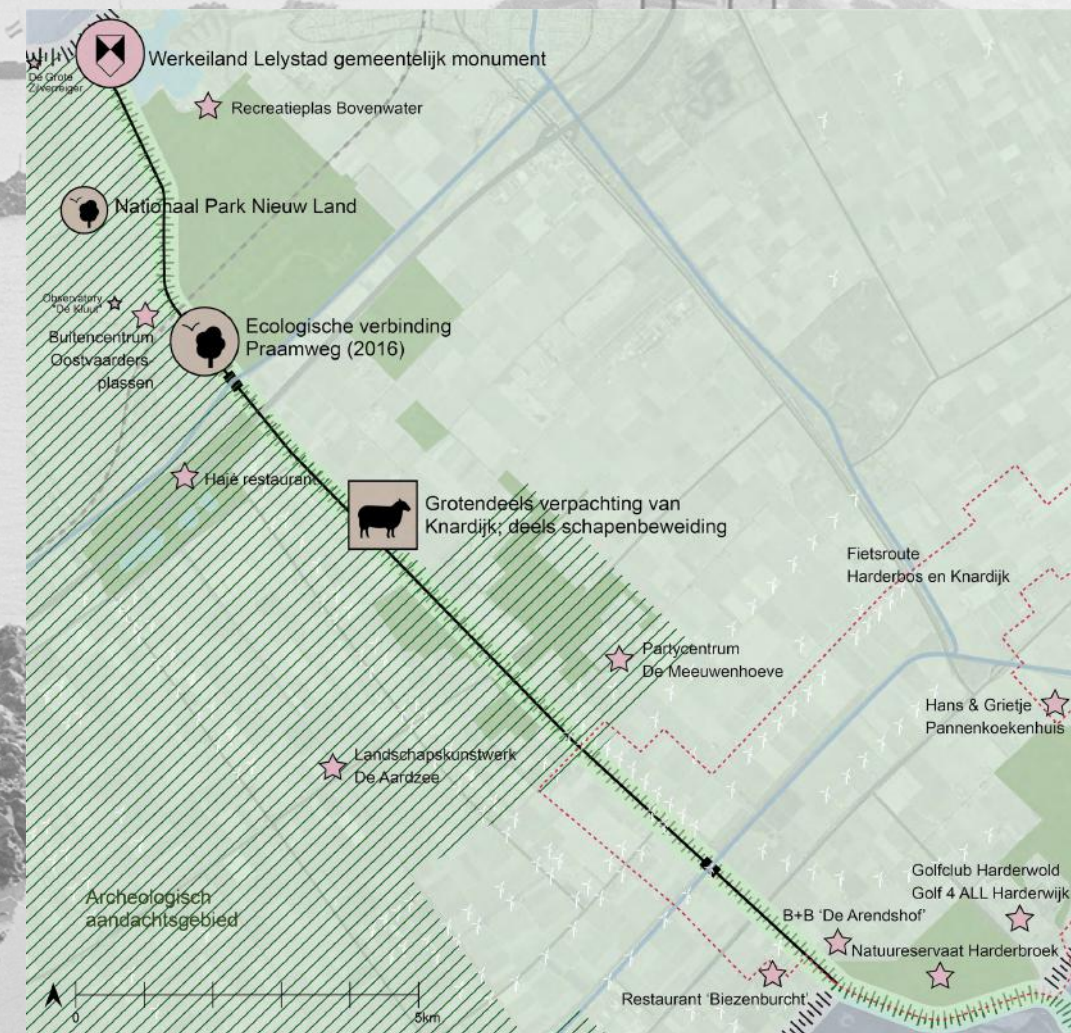 Werkeiland Lelystad gemeentelijk monument
De Grote
Zilverreiger
Recreatieplas Bovenwater
Nationaal Park Nieuw Land
Observatory
"De Kluut"
Buitencentrum
Oostvaarders-
plassen
Ecologische verbinding
Praamweg (2016)
Hajé restaurant
Grotendeels verpachting van
Knardijk; deels schapenbeweiding
Fietsroute
Harderbos en Knardijk
Partycentrum
De Meeuwenhoeve
Hans & Grietje
Pannenkoekenhuis
Landschapskunstwerk
De Aardzee
Archeologisch
aandachtsgebied
Golfclub Harderwold
Golf 4 ALL Harderwijk
B+B 'De Arendshof'
Natuureservaat Harderbroek
Restaurant 'Biezenburcht'
0
5km